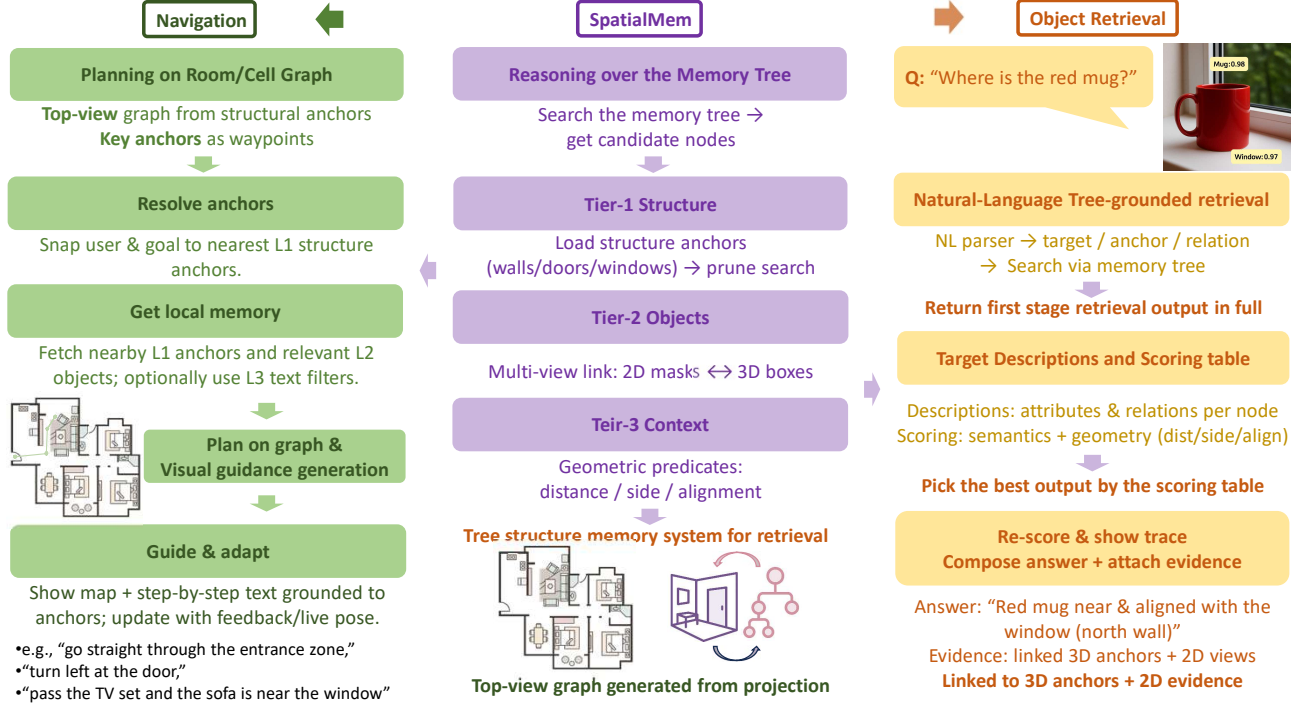 Navigation
Planning on Room/Cell Graph
Top-view graph from structural anchors
Key anchors as waypoints
Resolve anchors
Snap user & goal to nearest L1 structure
anchors.
Get local memory
Fetch nearby L1 anchors and relevant L2
objects; optionally use L3 text filters.
Plan on graph &
Visual guidance generation
Guide & adapt
Show map + step-by-step text grounded to
anchors; update with feedback/live pose.
•e.g., “go straight through the entrance zone,”
•“turn left at the door,”
•“pass the TV set and the sofa is near the window”
SpatialMem
Reasoning over the Memory Tree
Search the memory tree →
get candidate nodes
Tier-1 Structure
Load structure anchors
(walls/doors/windows) → prune search
Tier-2 Objects
Multi-view link: 2D masks ↔ 3D boxes
Teir-3 Context
Geometric predicates:
distance / side / alignment
Tree structure memory system for retrieval
Top-view graph generated from projection
Object Retrieval
Q: “Where is the red mug?”
Mug:0.98
Window:0.97
Natural-Language Tree-grounded retrieval
NL parser → target / anchor / relation
→ Search via memory tree
Return first stage retrieval output in full
Target Descriptions and Scoring table
Descriptions: attributes & relations per node
Scoring: semantics + geometry (dist/side/align)
Pick the best output by the scoring table
Re-score & show trace
Compose answer + attach evidence
Answer: “Red mug near & aligned with the
window (north wall)”
Evidence: linked 3D anchors + 2D views
Linked to 3D anchors + 2D evidence